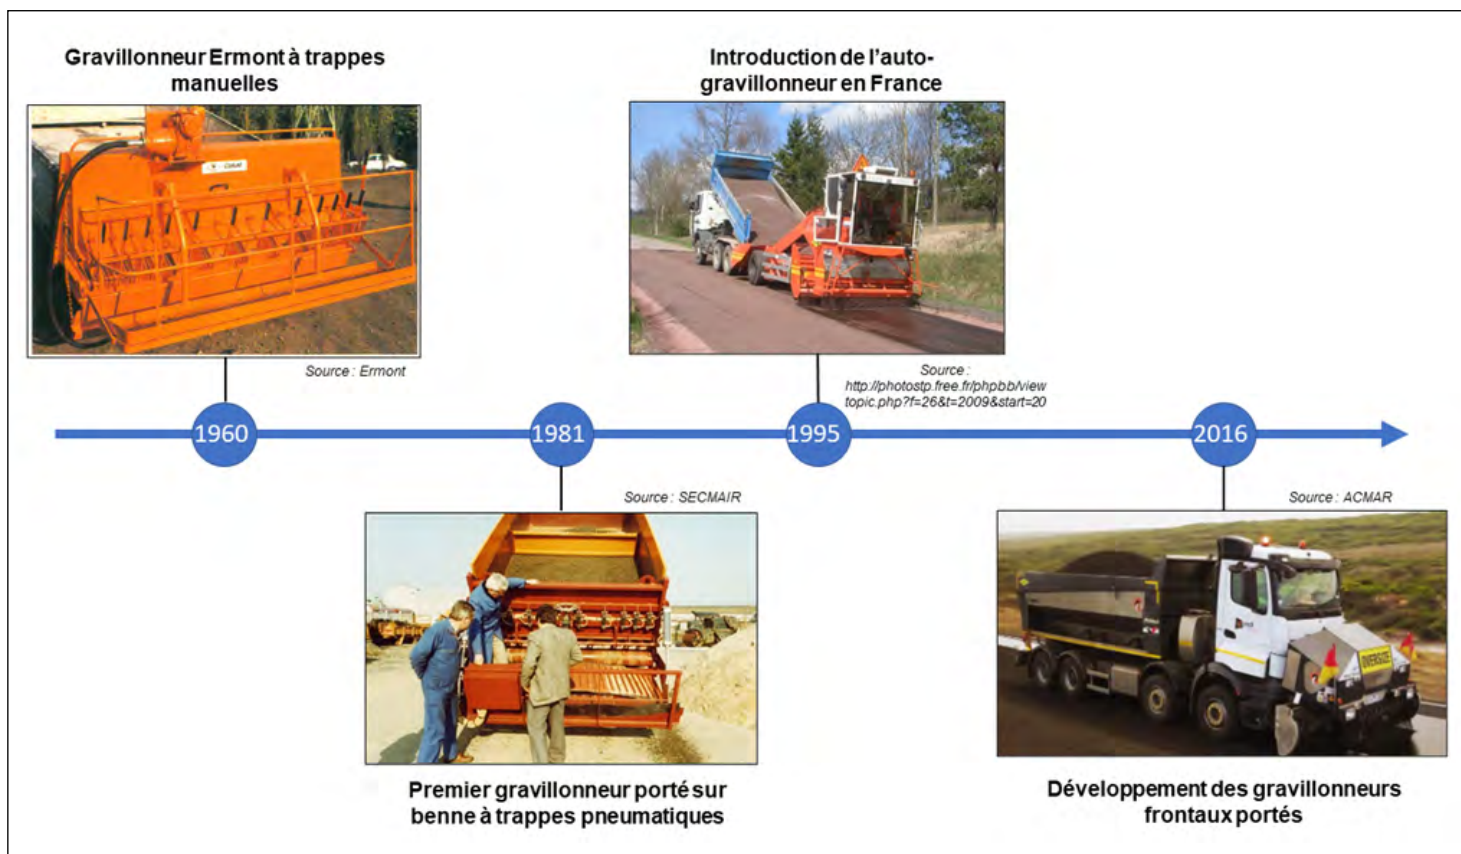 Gravillonneur Ermont à trappes
manuelles
Source : Ermont
Introduction de l'auto-
gravillonneur en France
Source :
http://photostp.free.fr/phpbb/view
topic.php?f=26&t=2009&start=20
1960
1981
1995
2016
Source : SECMAIR
Premier gravillonneur porté sur
benne à trappes pneumatiques
Source : ACMAR
OVERSIZE
Développement des gravillonneurs
frontaux portés